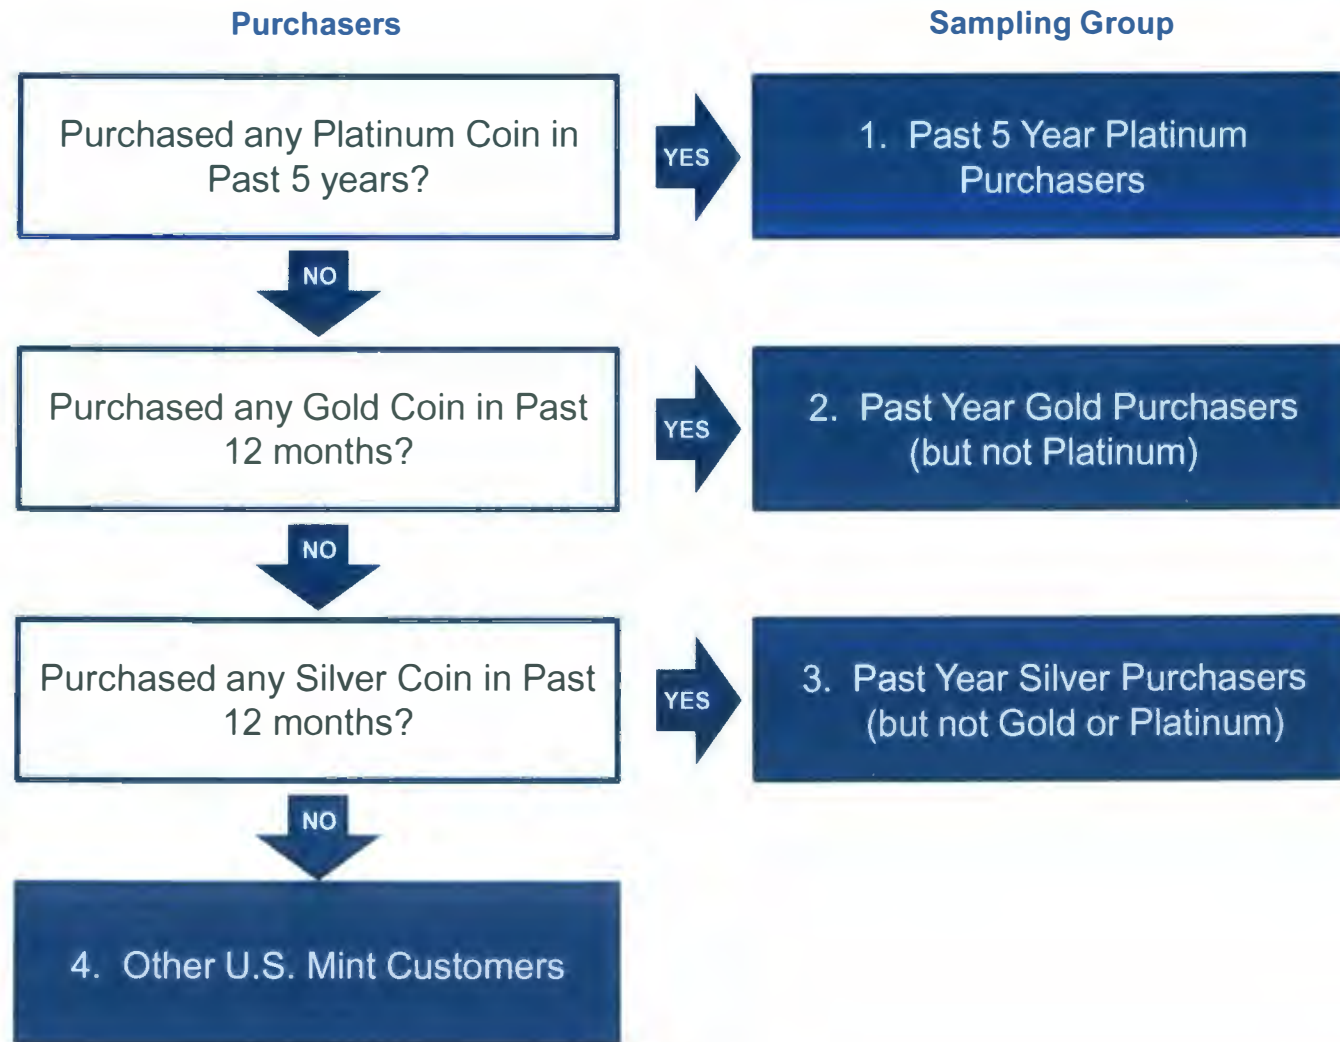 Purchasers
Sampling Group
Purchased any Platinum Coin in
Past 5 years?
YES
1. Past 5 Year Platinum
Purchasers
NO
Purchased any Gold Coin in Past
12 months?
YES
2. Past Year Gold Purchasers
(but not Platinum)
NO
Purchased any Silver Coin in Past
12 months?
YES
3. Past Year Silver Purchasers
(but not Gold or Platinum)
NO
4. Other U.S. Mint Customers